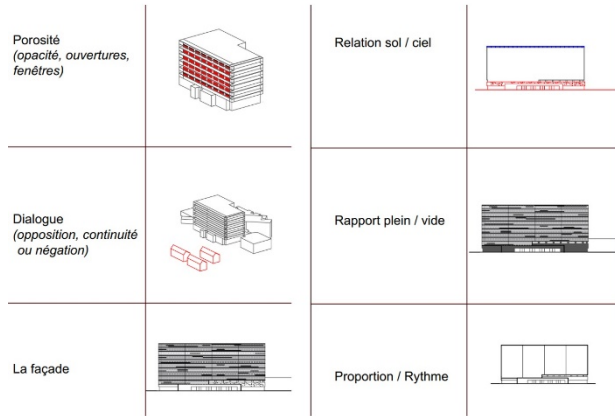 Porosité
(opacité, ouvertures,
fenêtres)
Relation sol / ciel
Dialogue
(opposition, continuité
ou négation)
Rapport plein / vide
La façade
Proportion / Rythme